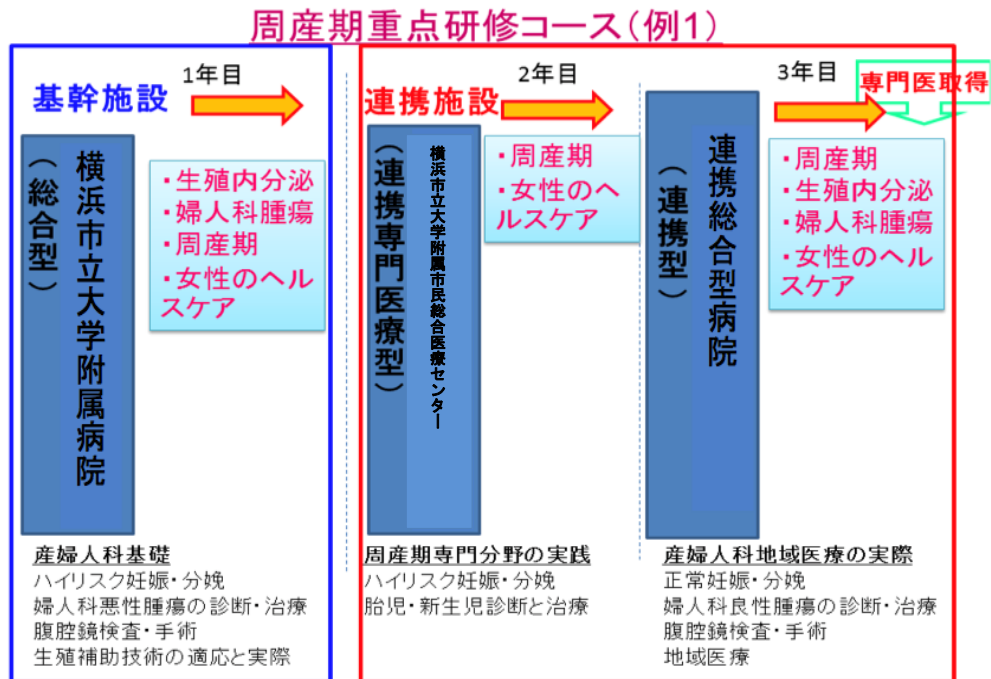 周産期重点研修コース(例1)
基幹施設
1年目
横浜市立大学附属病院
(総合型)
・生殖内分泌
・婦人科腫瘍
・周産期
・女性のヘル
スケア
産婦人科基礎
ハイリスク妊娠・分娩
婦人科悪性腫瘍の診断・治療
腹腔鏡検査・手術
生殖補助技術の適応と実際
連携施設
2年目
横浜市立大学附属市民総合医療センター
(連携専門医療型)
・周産期
・女性のヘ
ルスケア
周産期専門分野の実践
ハイリスク妊娠・分娩
胎児・新生児診断と治療
3年目
専門医取得
連携総合型病院
(連携型)
・周産期
・生殖内分泌
・婦人科腫瘍
・女性のヘル
スケア
産婦人科地域医療の実際
正常妊娠・分娩
婦人科良性腫瘍の診断・治療
腹腔鏡検査・手術
地域医療